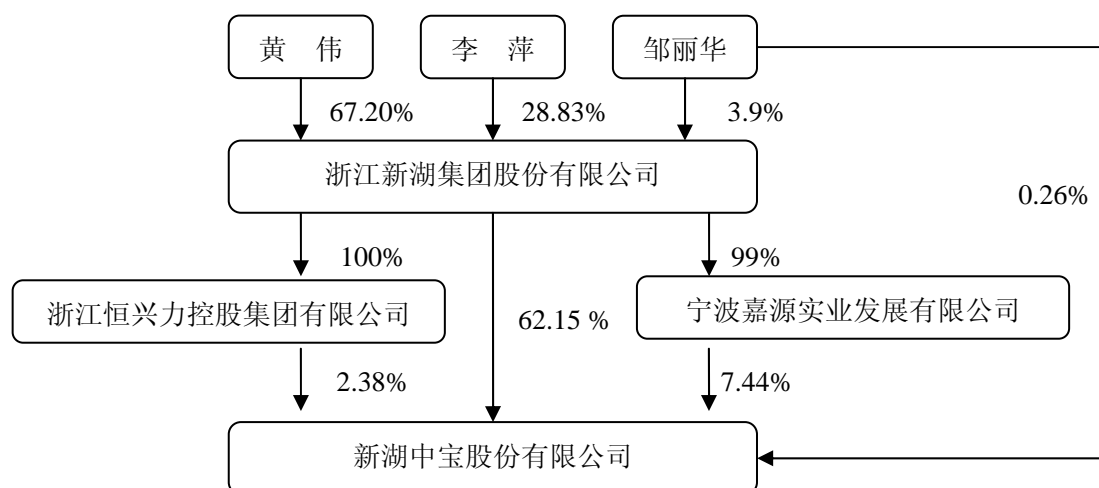 黄 伟
李 萍
邹丽华
67.20%
28.83%
3.9%
浙江新湖集团股份有限公司
0.26%
100%
99%
浙江恒兴力控股集团有限公司
62.15 %
宁波嘉源实业发展有限公司
2.38%
7.44%
新湖中宝股份有限公司